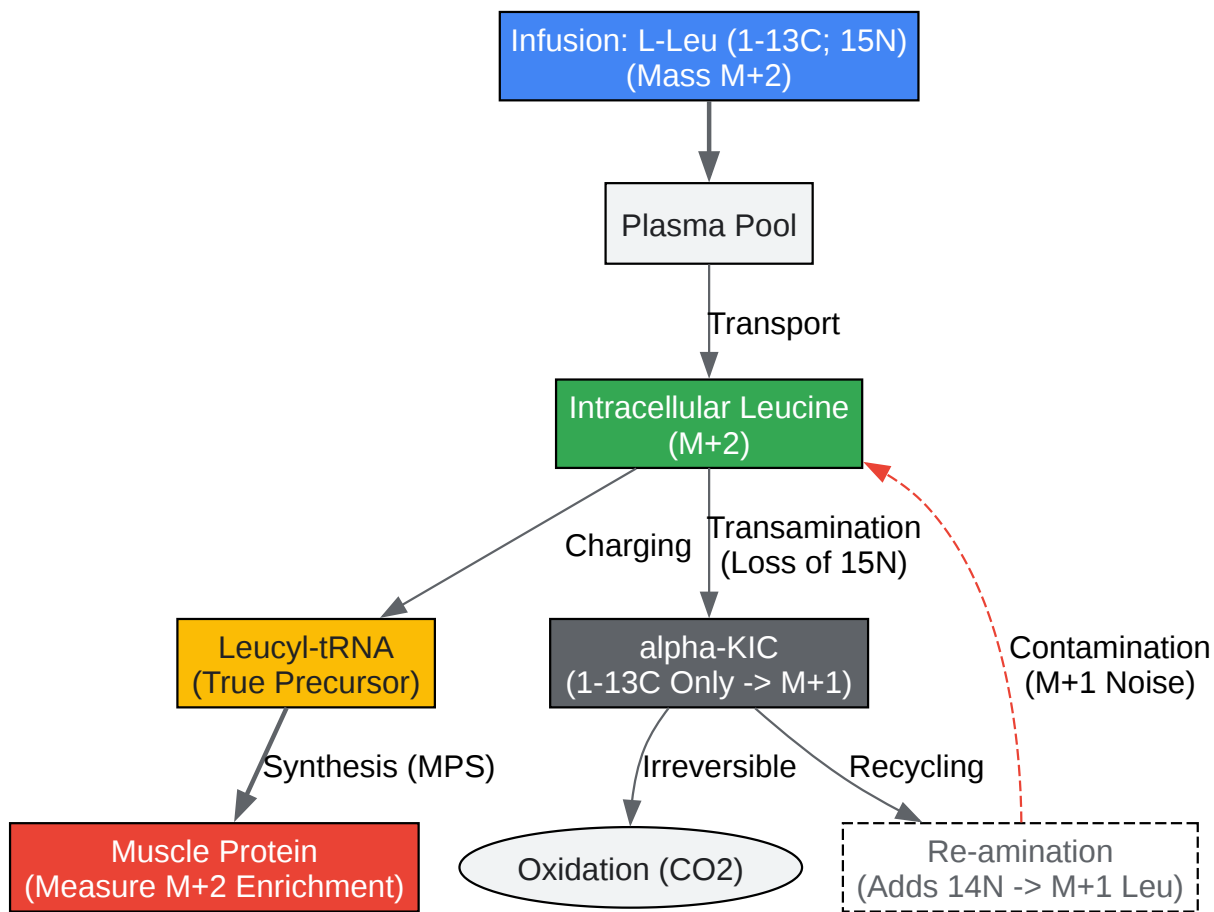 Infusion: L-Leu (1-13C; 15N)
(Mass M+2)
Plasma Pool
Transport
Intracellular Leucine
(M+2)
Charging
Transamination
(Loss of 15N)
Leucyl-tRNA
(True Precursor)
alpha-KIC
(1-13C Only -> M+1)
Contamination
(M+1 Noise)
Synthesis (MPS)
Irreversible
Recycling
Muscle Protein
(Measure M+2 Enrichment)
Oxidation (CO2)
Re-amination
(Adds 14N -> M+1 Leu)